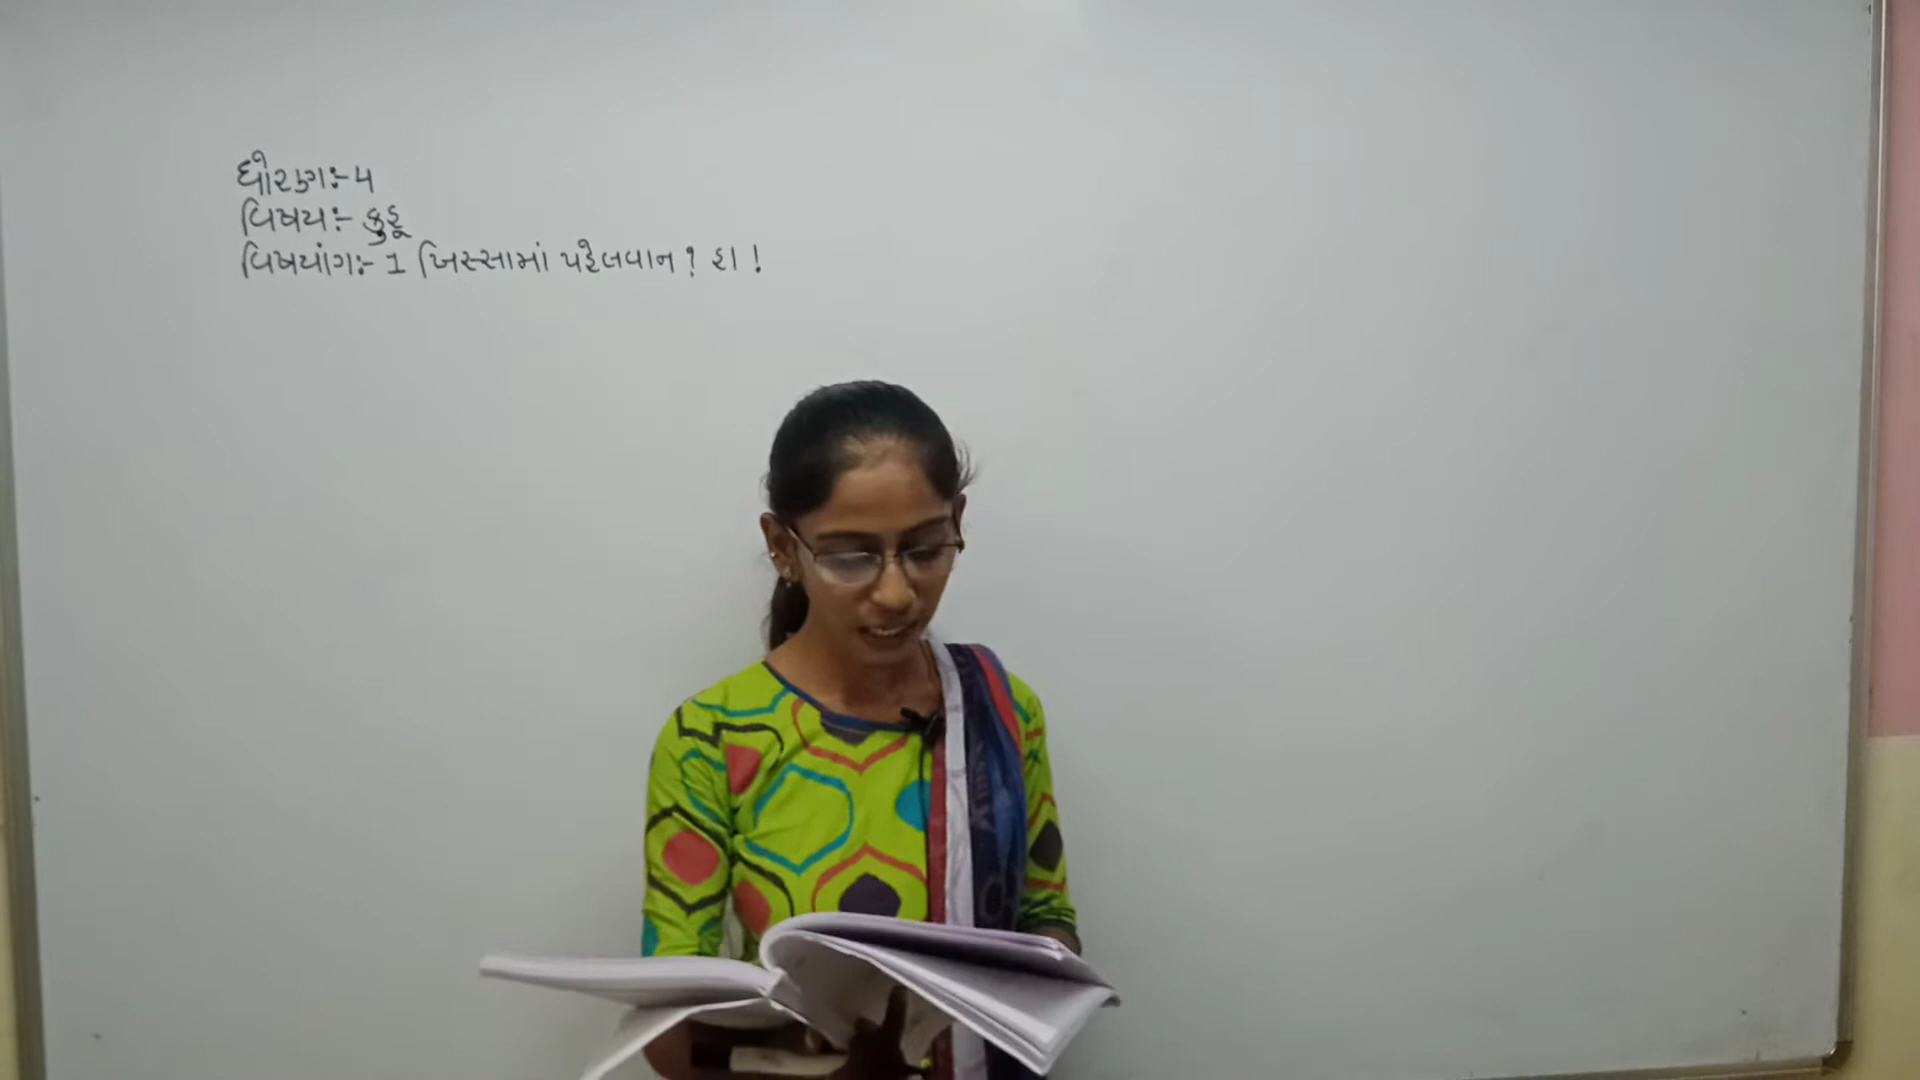 ધોરણઃ- ૫
વિષયઃ- કુહૂ
વિષયાંગઃ- 1 ખિસ્સામાં પહેલવાન ? હા !